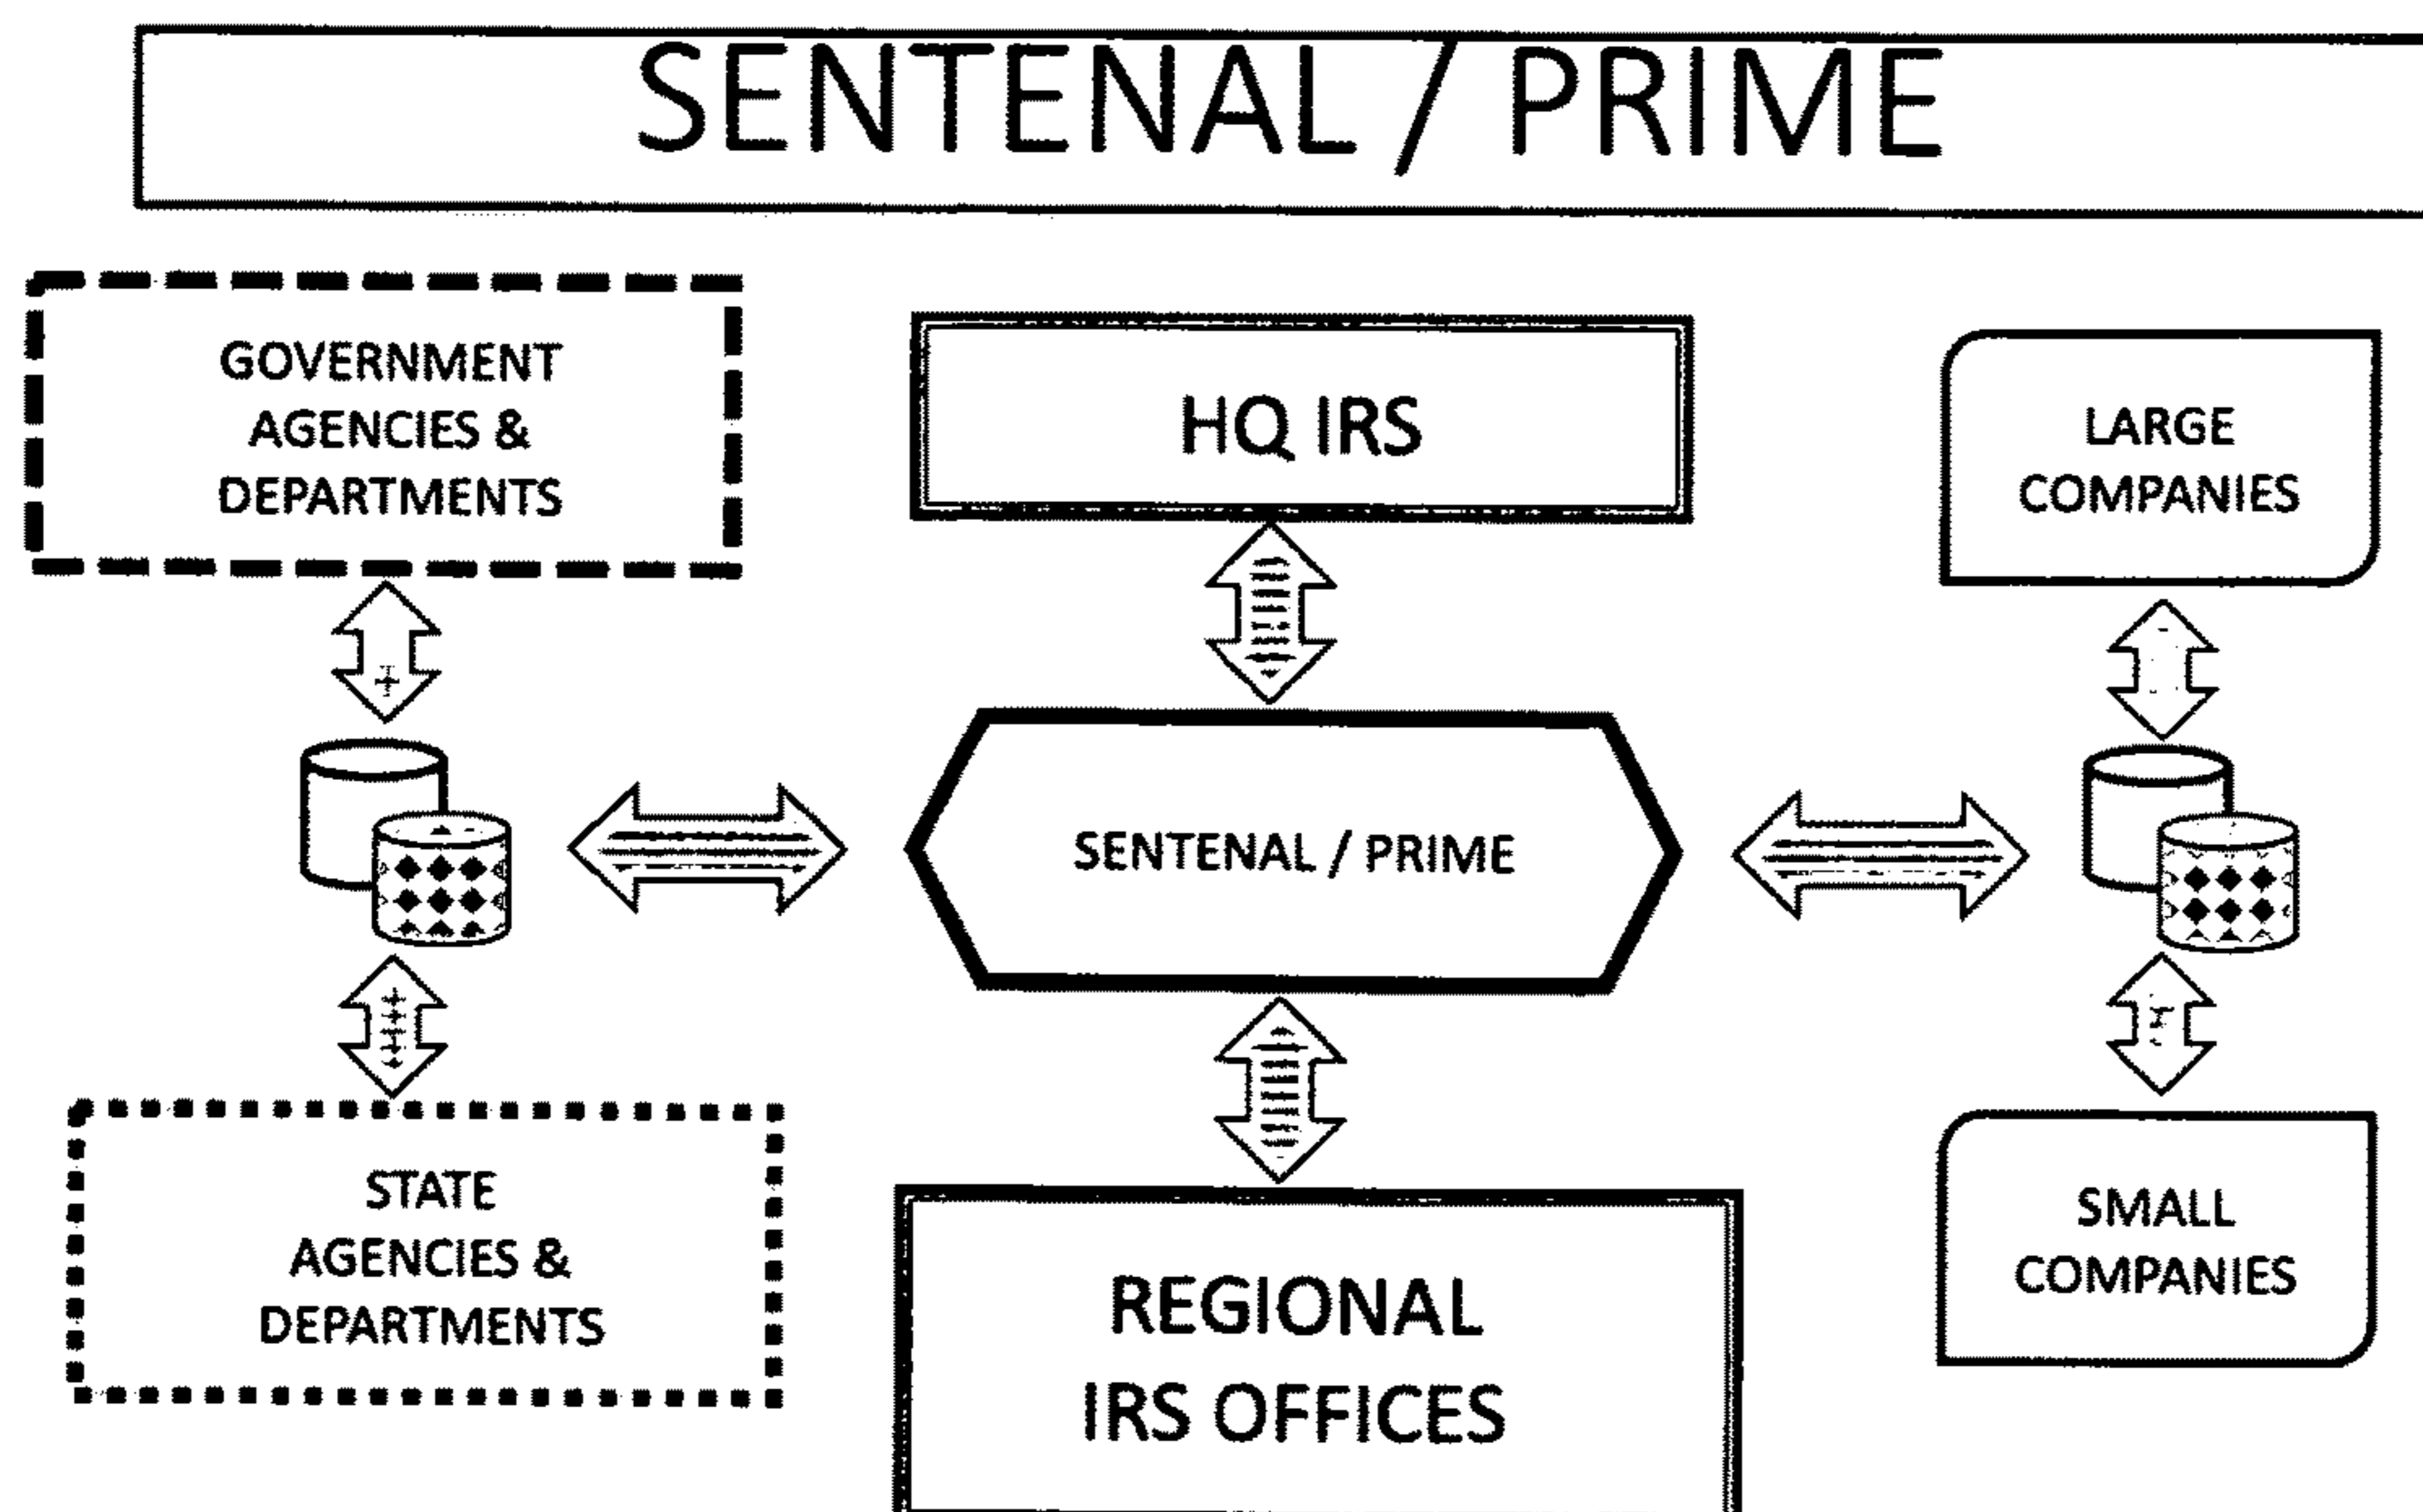 SENTENAL / PRIME
GOVERNMENT
AGENCIES &
DEPARTMENTS
HQ IRS
LARGE
COMPANIES
SENTENAL / PRIME
STATE
AGENCIES &
DEPARTMENTS
REGIONAL
IRS OFFICES
SMALL
COMPANIES